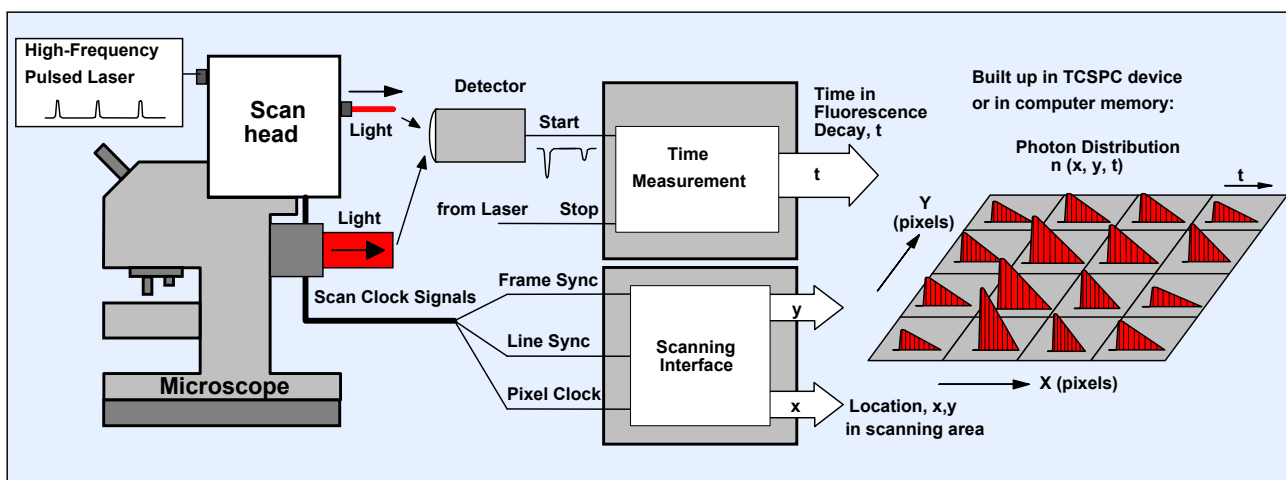 High-Frequency
Pulsed Laser
Scan
head
Light
Detector
Start
Time
Measurement
from Laser
Stop
Time in
Fluorescence
Decay, t
t
Built up in TCSPC device
or in computer memory:
Photon Distribution
n (x, y, t)
t
Y
(pixels)
X (pixels)
Light
Scan Clock Signals
Frame Sync
Line Sync
Pixel Clock
Scanning
Interface
y
x
Location, x,y
in scanning area
Microscope